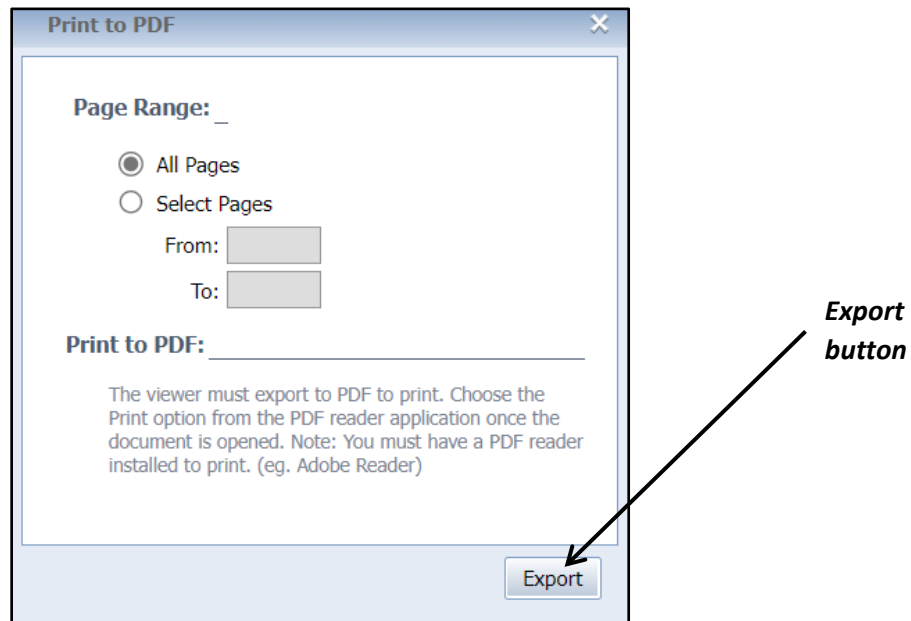 Print to PDF
Page Range:
All Pages
Select Pages
From:
To:
Print to PDF:
The viewer must export to PDF to print. Choose the
Print option from the PDF reader application once the
document is opened. Note: You must have a PDF reader
installed to print. (eg. Adobe Reader)
Export
Export
button